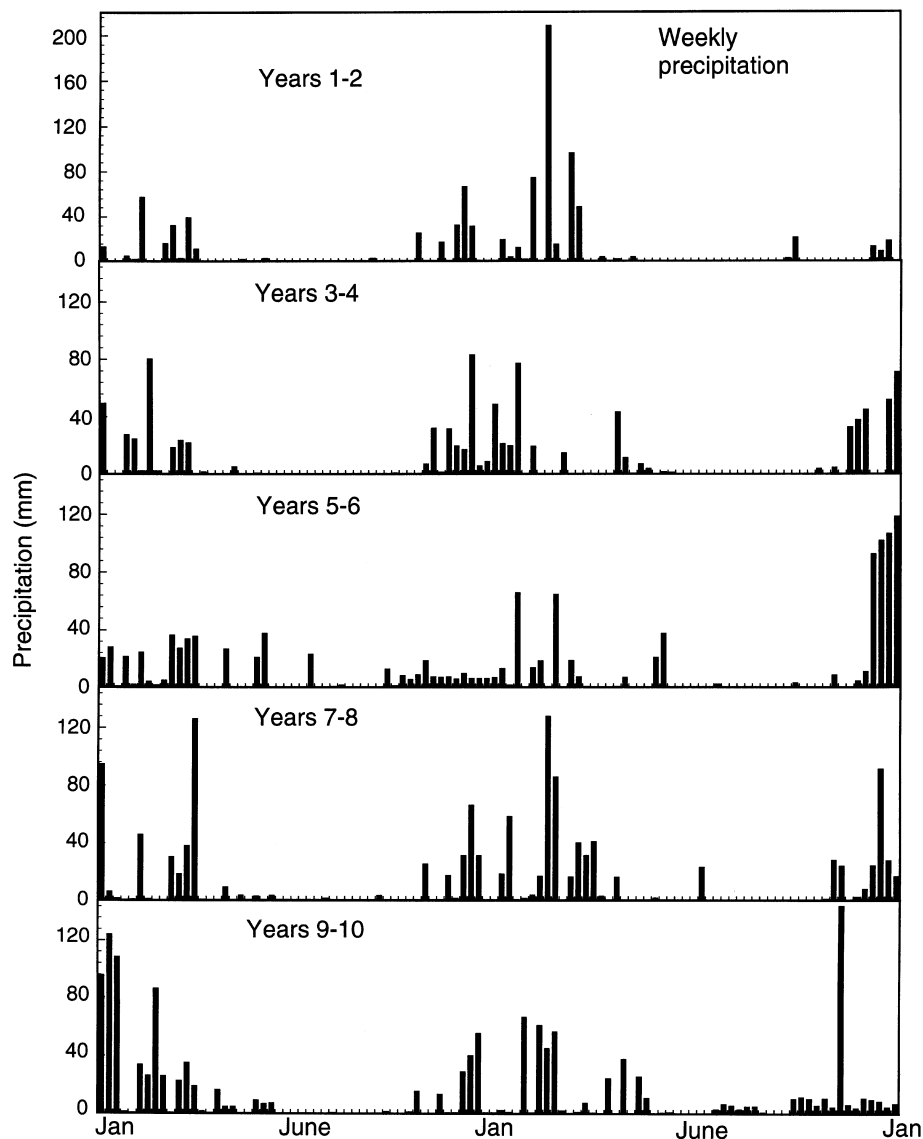 200
160
120
80
40
0
Years 1-2
Weekly
precipitation
120
80
40
0
Years 3-4
120
80
40
0
Years 5-6
Precipitation (mm)
120
80
40
0
Years 7-8
120
80
40
0
Years 9-10
Jan June Jan June Jan